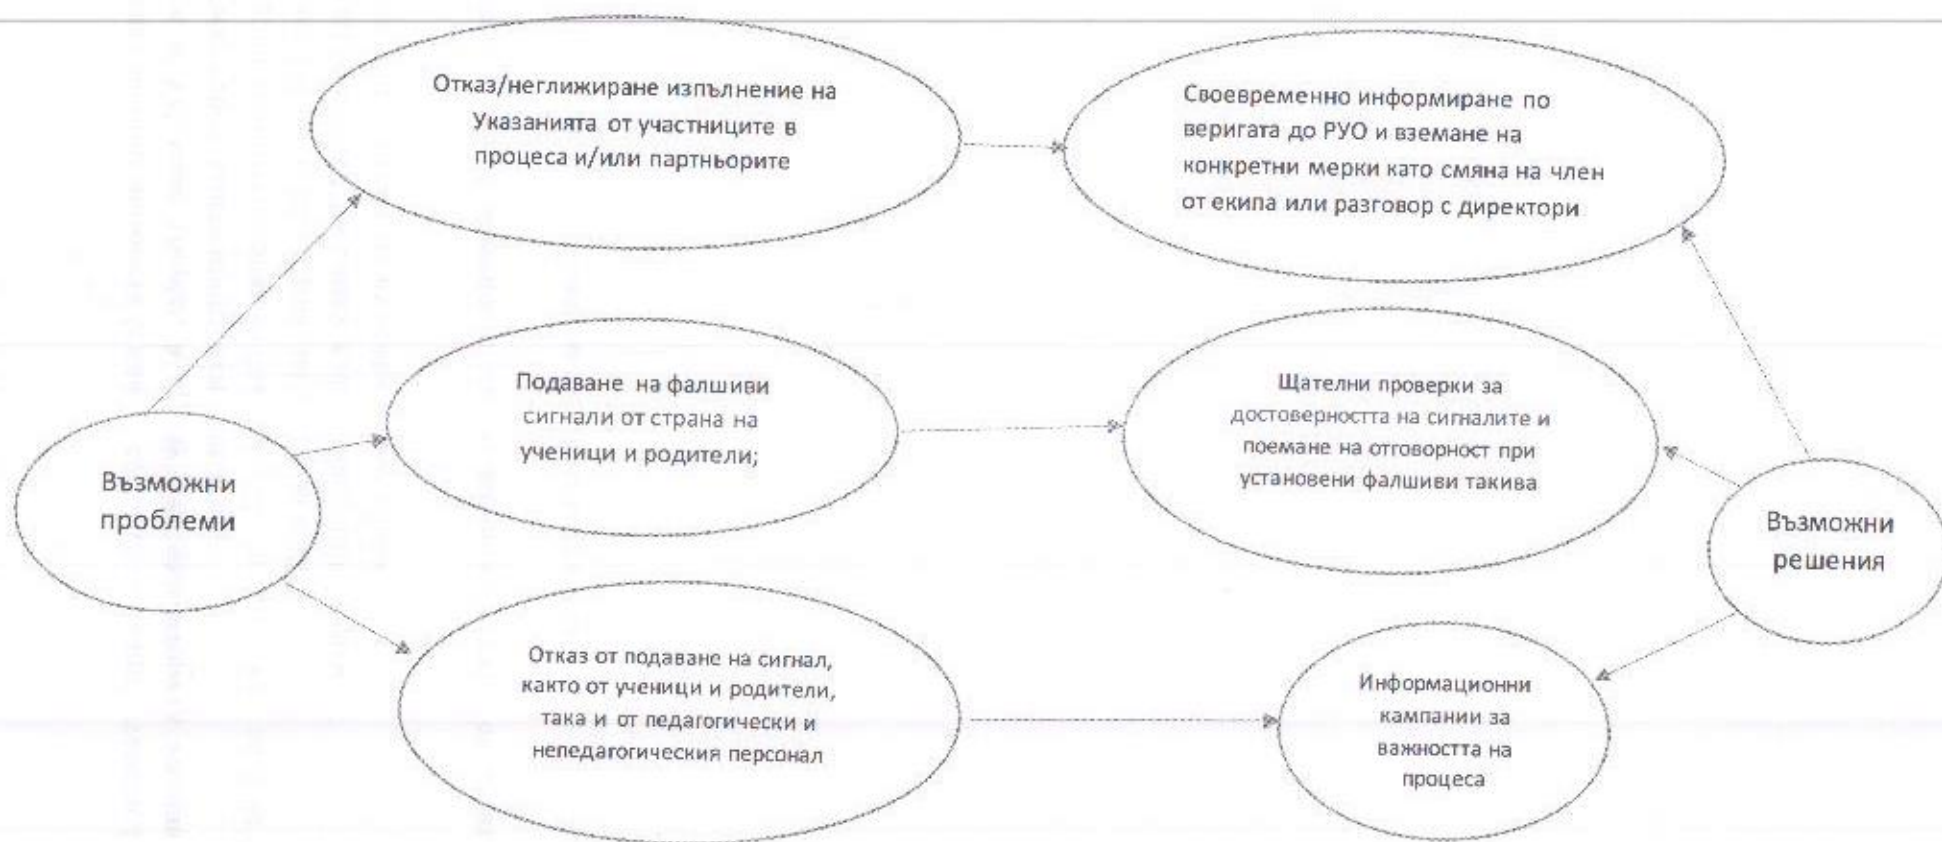 Отказ/неглижиране изпълнение на
Указанията от участниците в
процеса и/или партньорите
Своевременно информиране по
веригата до РУО и вземане на
конкретни мерки като смяна на член
от екипа или разговор с директори
Подаване на фалшиви
сигнали от страна на
ученици и родители;
Щателни проверки за
достоверността на сигналите и
поемане на отговорност при
установени фалшиви такива
Възможни
проблеми
Възможни
решения
Отказ от подаване на сигнал,
както от ученици и родители,
така и от педагогически и
непедагогическия персонал
Информационни
кампании за
важността на
процеса